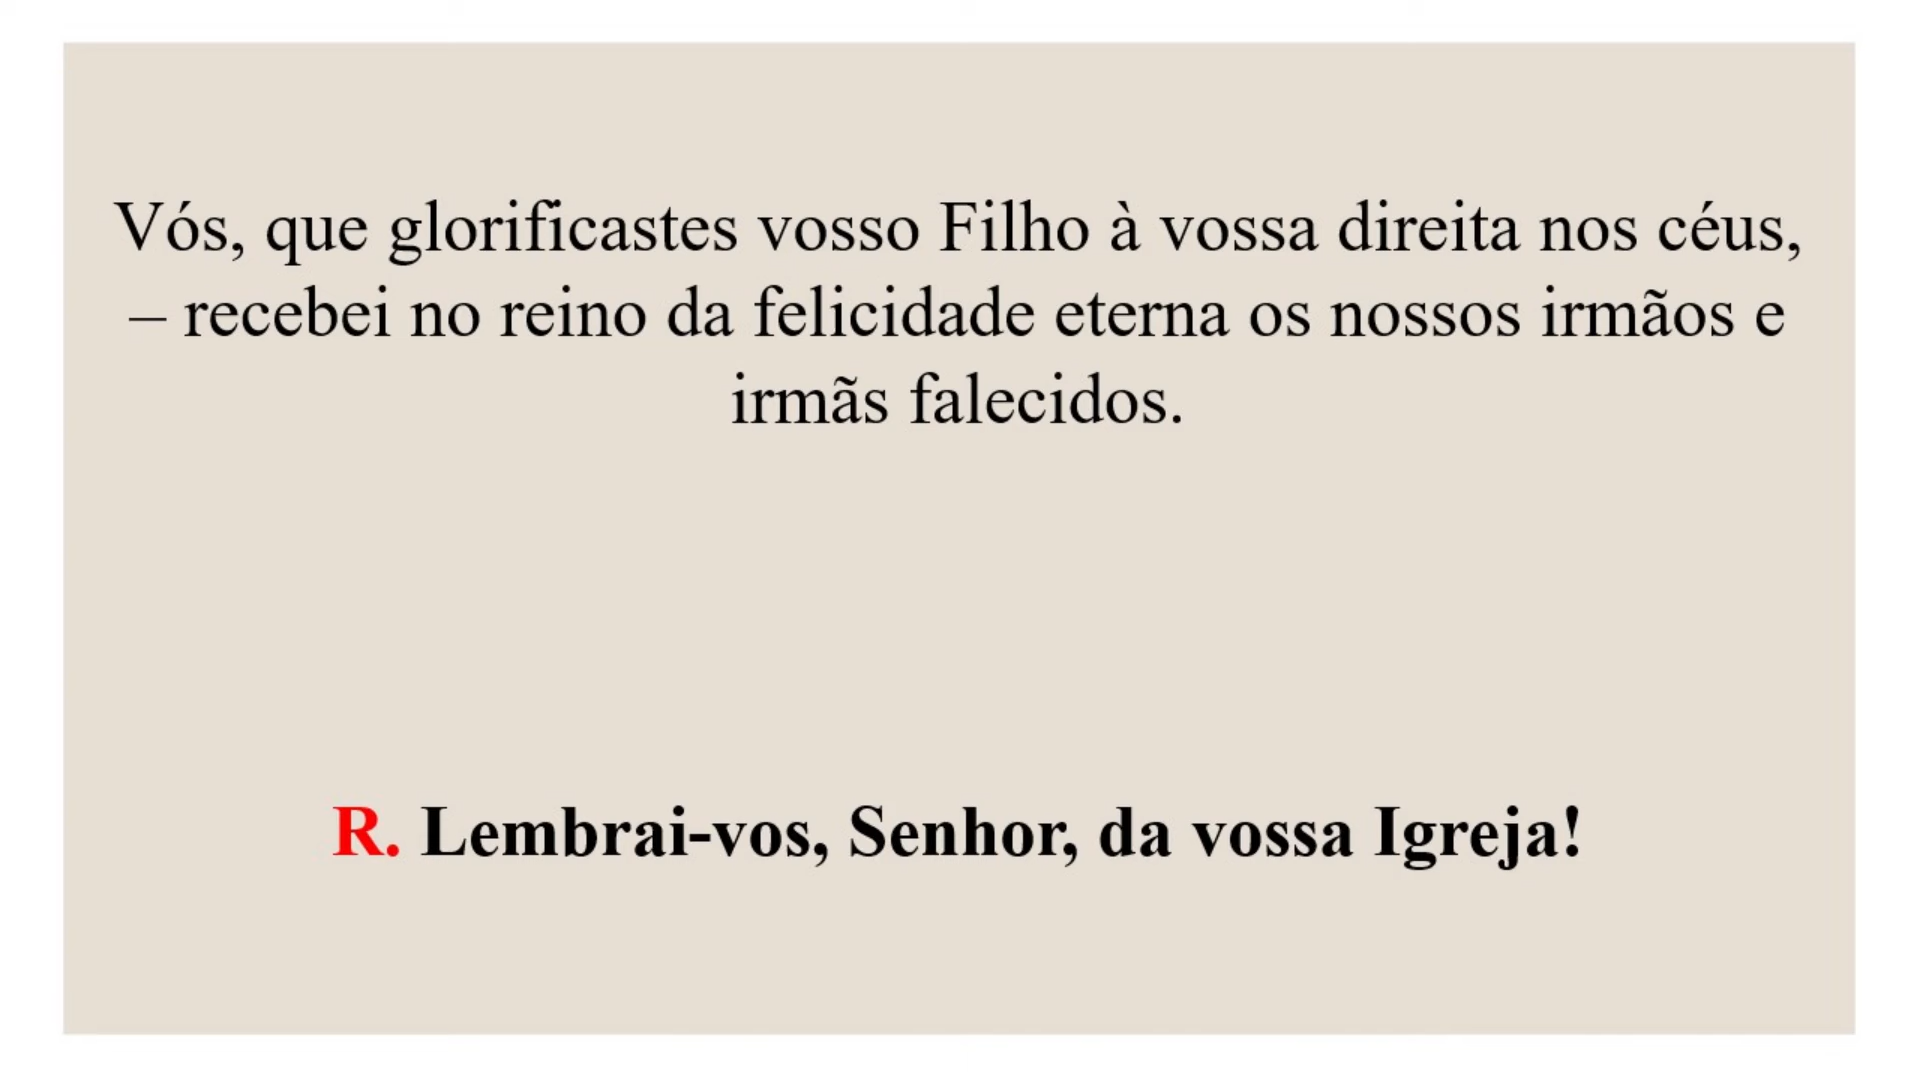 Vós, que glorificastes vosso Filho à vossa direita nos céus,
– recebei no reino da felicidade eterna os nossos irmãos e
irmãs falecidos.
R. Lembrai-vos, Senhor, da vossa Igreja!